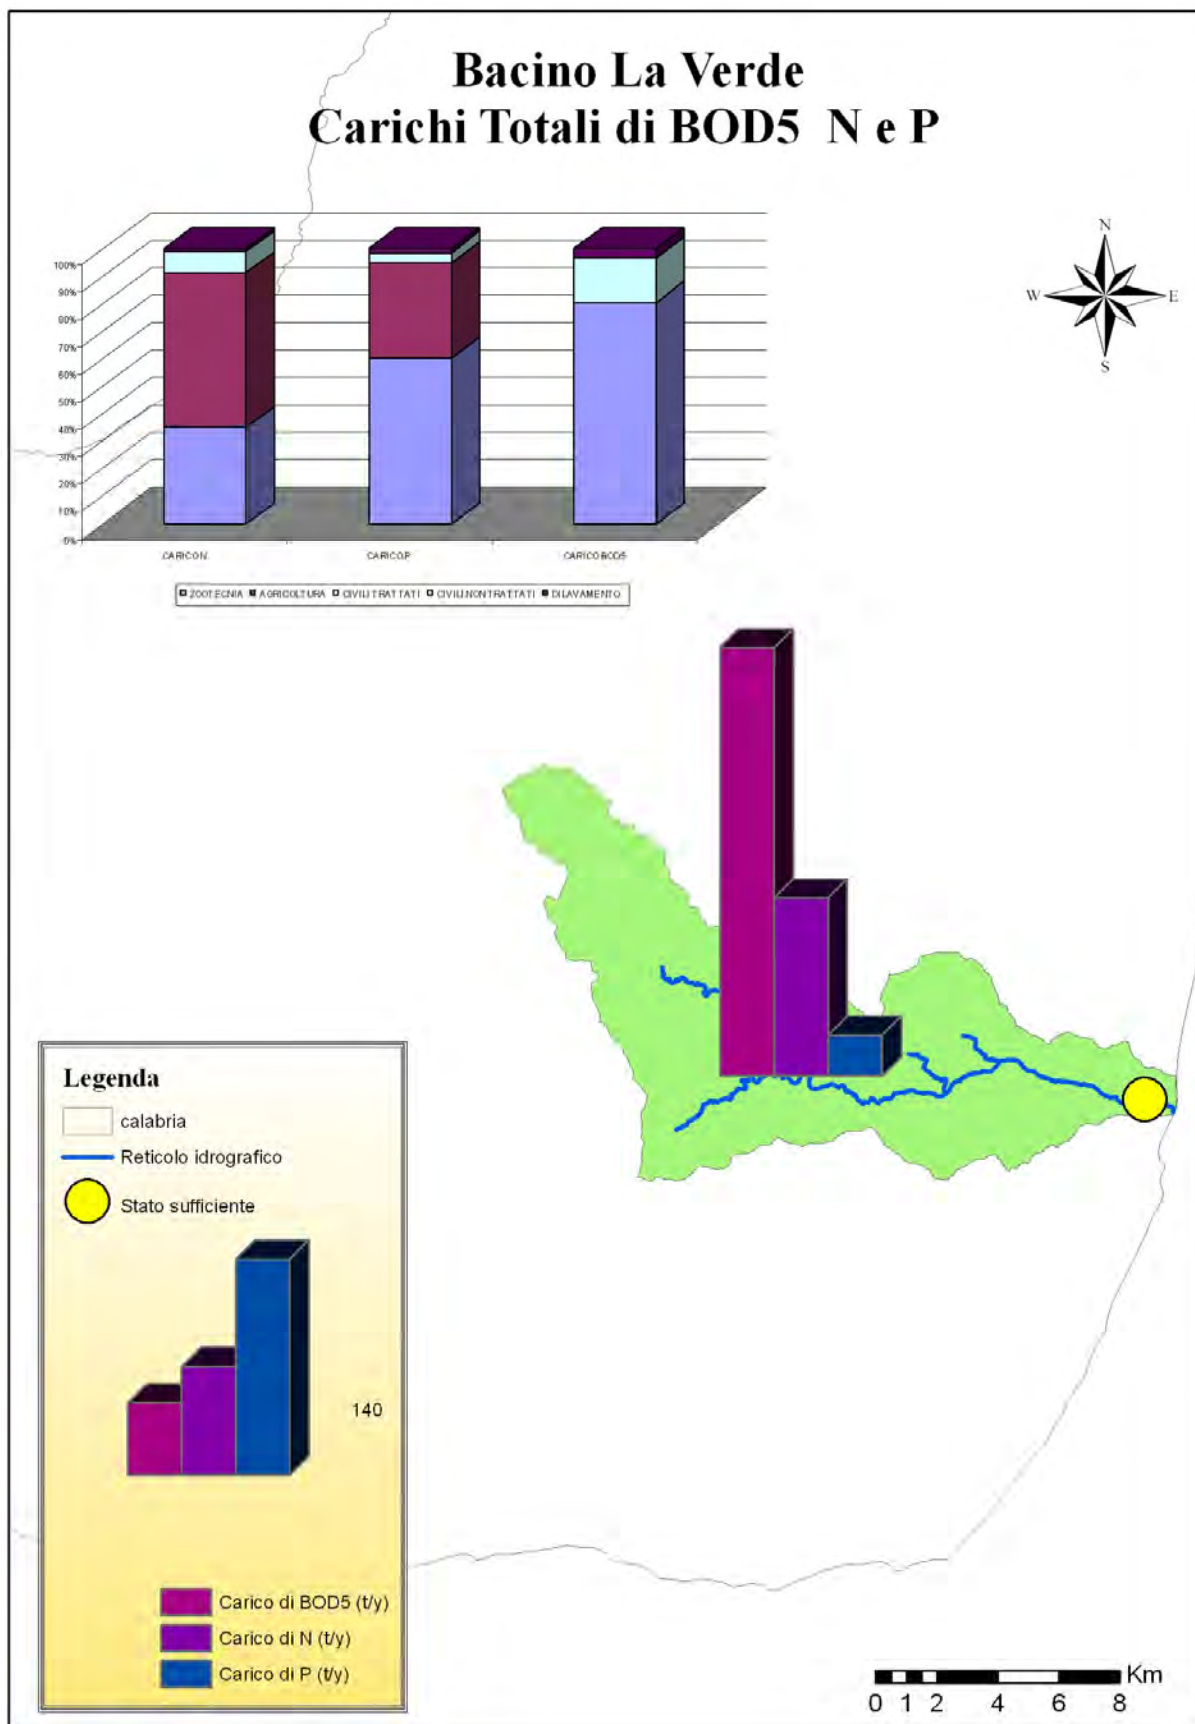 Bacino La Verde
Carichi Totali di BOD5 N e P
N
W E
S
100%
90%
80%
70%
60%
50%
40%
30%
20%
10%
0%
CARICO N. CARICO.P CARICO BOD5
ZOOTECNIA AGRICOLTURA CIVILI.TRATTATI CIVILI.NON TRATTATI DILAVAMENTO
Legenda
calabria
Reticolo idrografico
Stato sufficiente
140
Carico di BOD5 (t/y)
Carico di N (t/y)
Carico di P (t/y)
Km
0 1 2 4 6 8